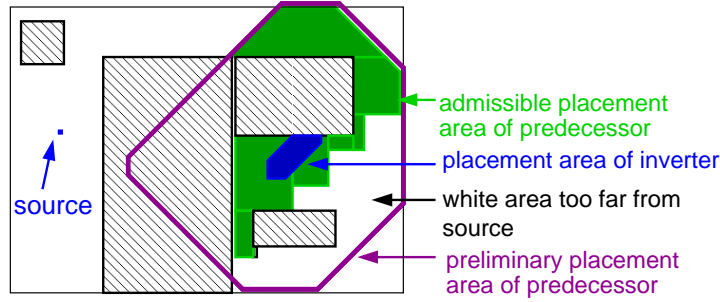 admissible placement
area of predecessor
placement area of inverter
source
white area too far from
source
preliminary placement
area of predecessor